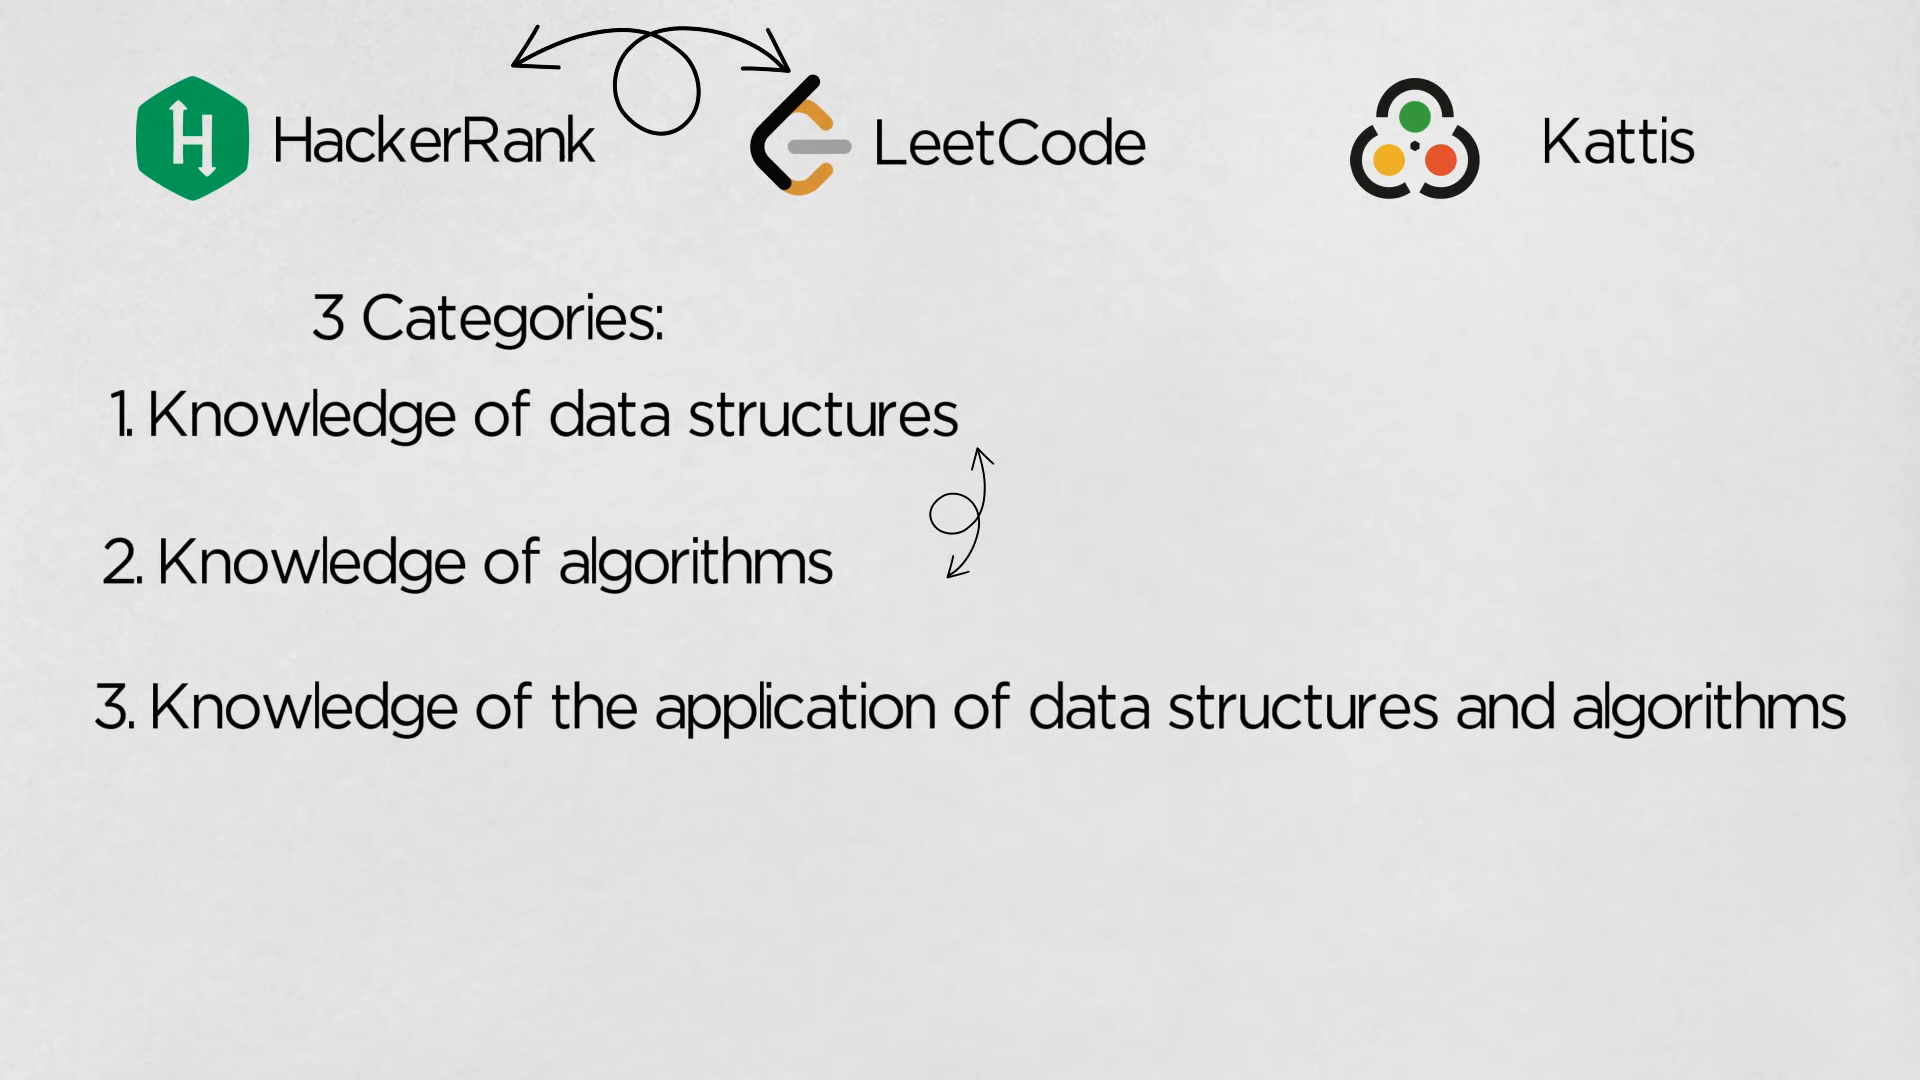 HackerRank LeetCode Kattis
3 Categories:
1. Knowledge of data structures
2. Knowledge of algorithms
3. Knowledge of the application of data structures and algorithms